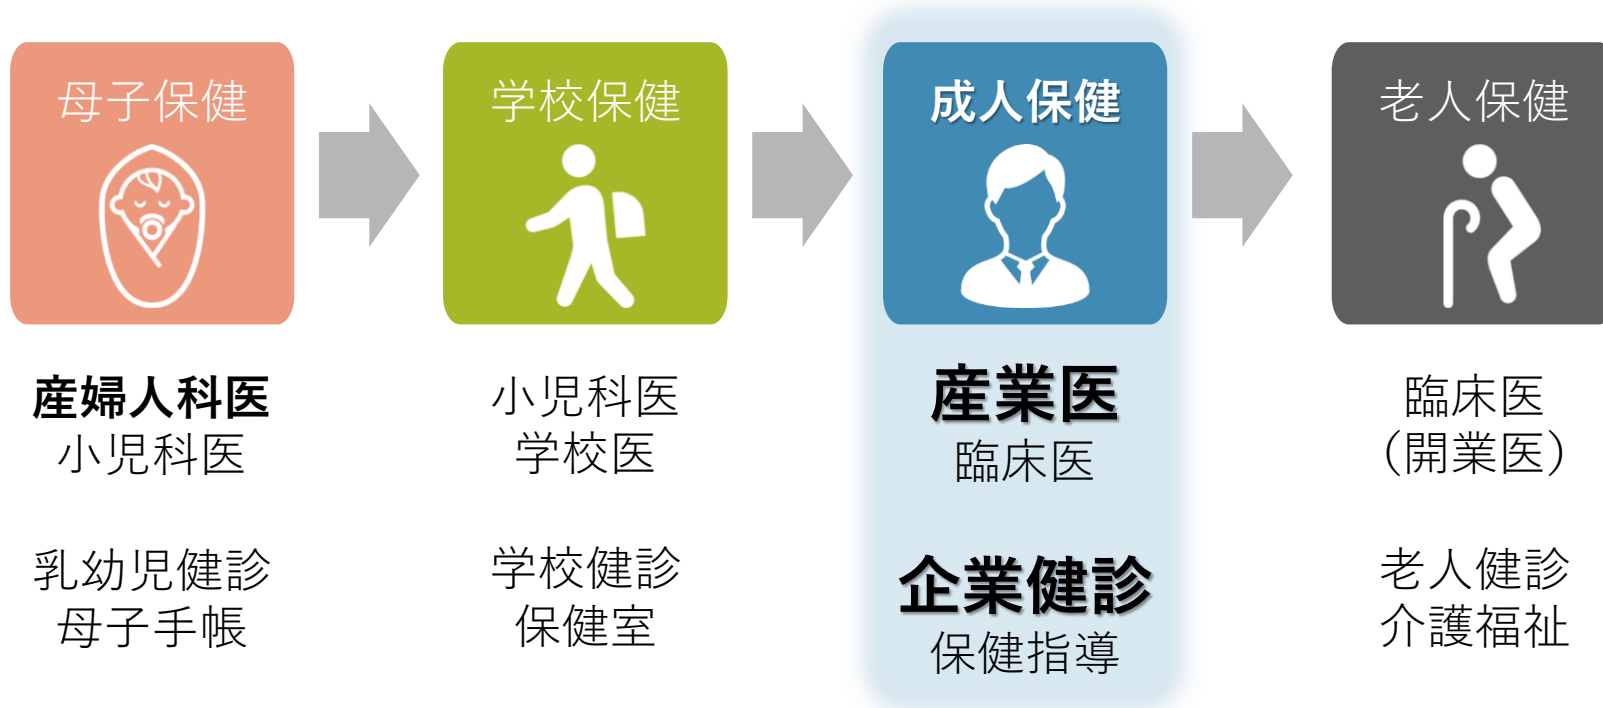 母子保健
産婦人科医
小児科医
乳幼児健診
母子手帳
学校保健
小児科医
学校医
学校健診
保健室
成人保健
産業医
臨床医
企業健診
保健指導
老人保健
臨床医
（開業医）
老人健診
介護福祉